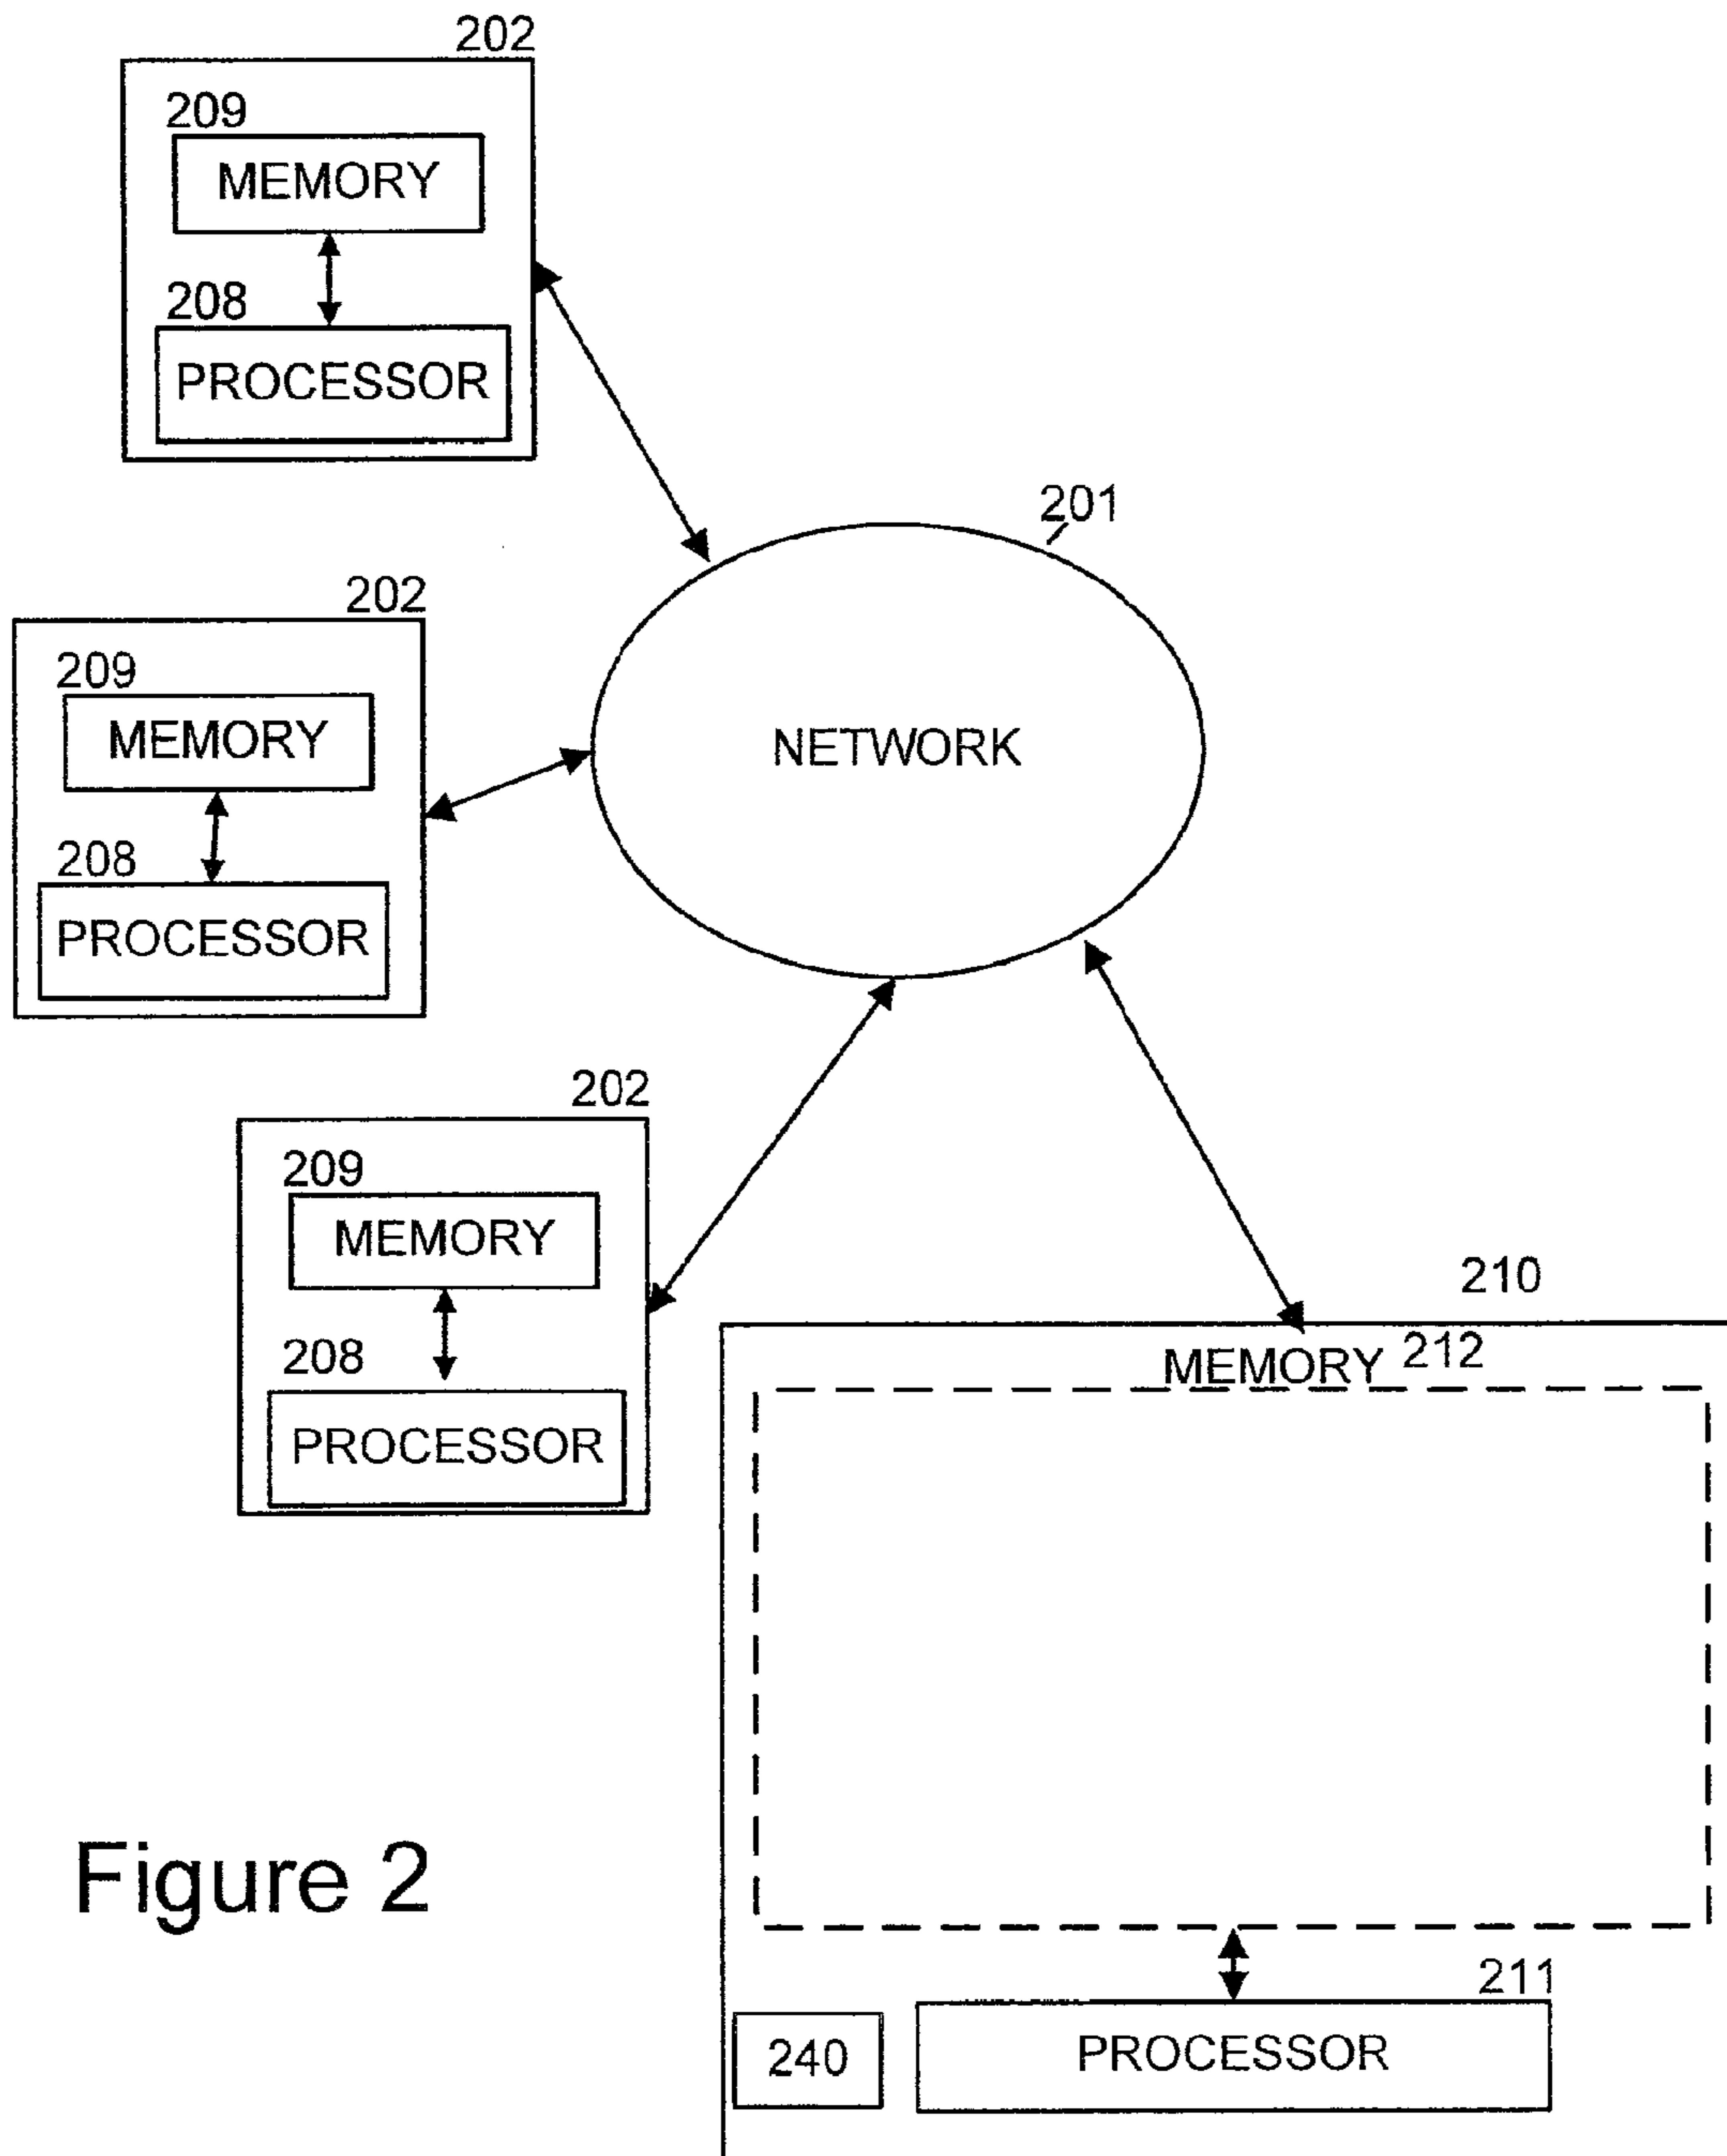 202
209
MEMORY
208
PROCESSOR
201
NETWORK
202
209
MEMORY
208
PROCESSOR
202
209
MEMORY
208
PROCESSOR
210
MEMORY 212
211
240
PROCESSOR
Figure 2